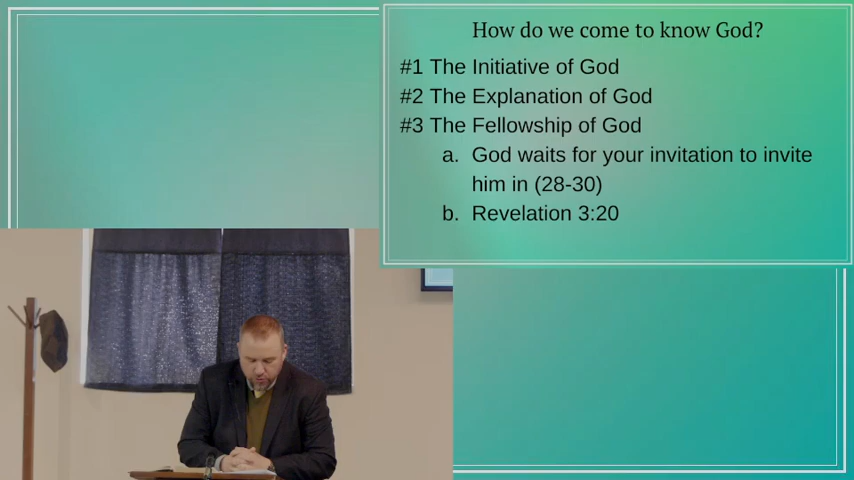 How do we come to know God?
#1 The Initiative of God
#2 The Explanation of God
#3 The Fellowship of God
a. God waits for your invitation to invite
him in (28-30)
b. Revelation 3:20